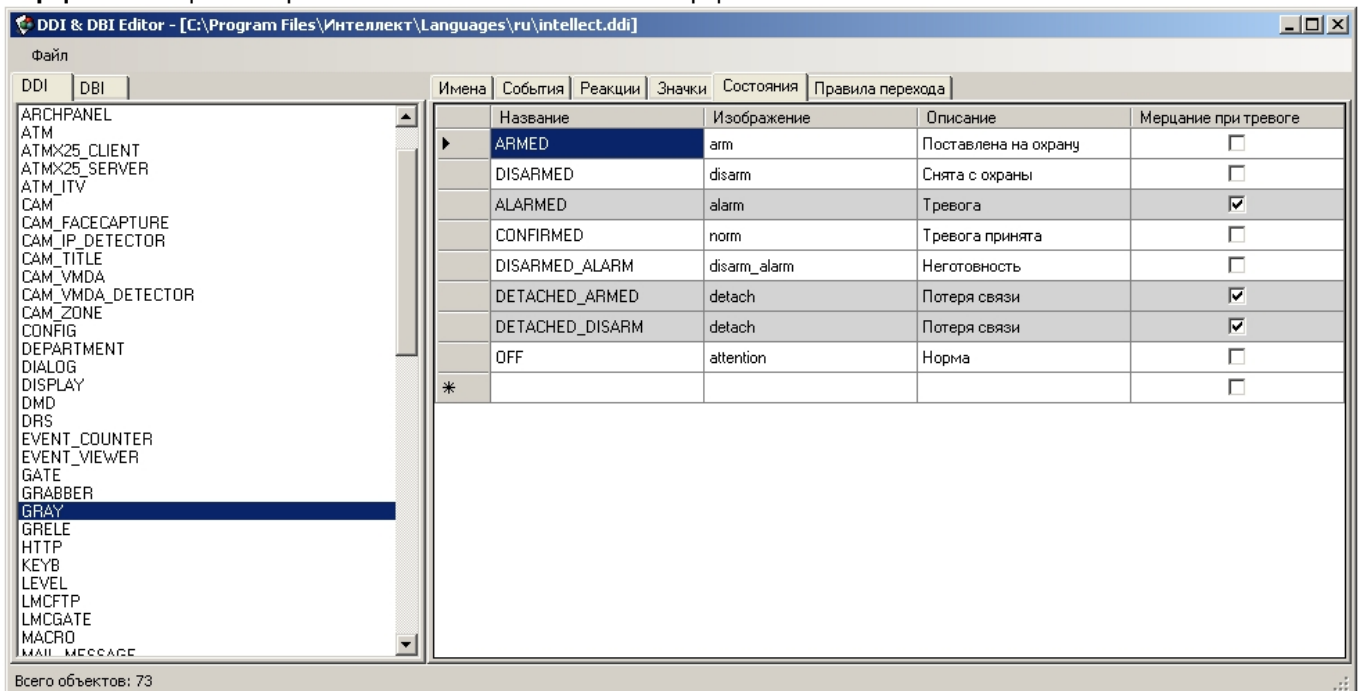 DDI & DBI Editor - [C:\Program Files\Интеллект\Languages\ru\intellect.ddi]
Файл
DDI DBI
ARCHPANEL
ATM
ATMX25_CLIENT
ATMX25_SERVER
ATM_ITV
CAM
CAM_FACECAPTURE
CAM_IP_DETECTOR
CAM_TITLE
CAM_VMDA
CAM_VMDA_DETECTOR
CAM_ZONE
CONFIG
DEPARTMENT
DIALOG
DISPLAY
DMD
DRS
EVENT_COUNTER
EVENT_VIEWER
GATE
GRABBER
GRAY
GRELE
HTTP
KEYB
LEVEL
LMCFTP
LMCGATE
MACRO
MAIL_MESSAGE
Имена События Реакции Значки Состояния Правила перехода
Название Изображение Описание Мерцание при тревоге
ARMED arm Поставлена на охрану
DISARMED disarm Снята с охраны
ALARMED alarm Тревога
CONFIRMED norm Тревога принята
DISARMED_ALARM disarm_alarm Неготовность
DETACHED_ARMED detach Потеря связи
DETACHED_DISARM detach Потеря связи
OFF attention Норма
Всего объектов: 73